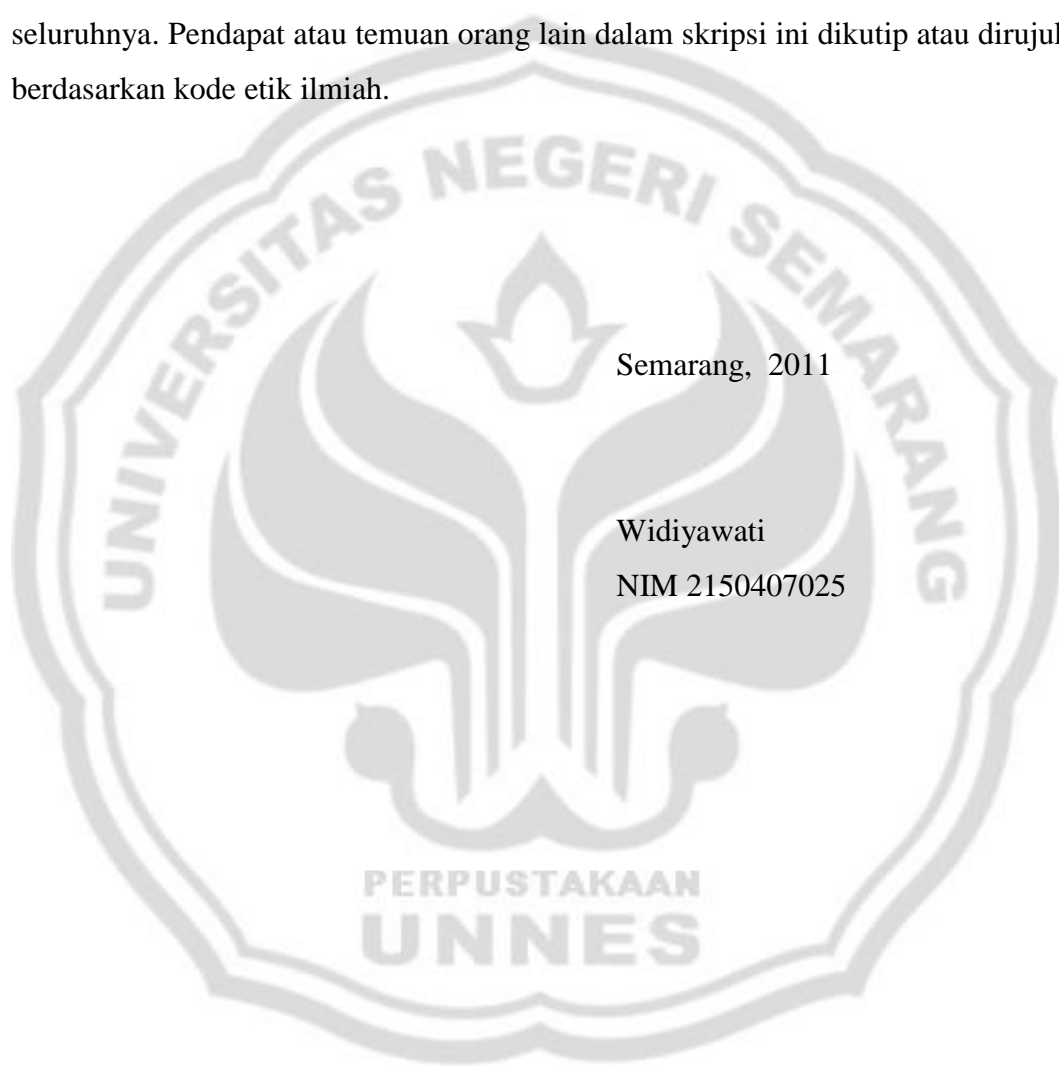 seluruhnya. Pendapat atau temuan orang lain dalam skripsi ini dikutip atau dirujuk
berdasarkan kode etik ilmiah.
UNIVERSITAS NEGERI SEMARANG
Semarang, 2011
Widiyawati
NIM 2150407025
PERPUSTAKAAN
UNNES